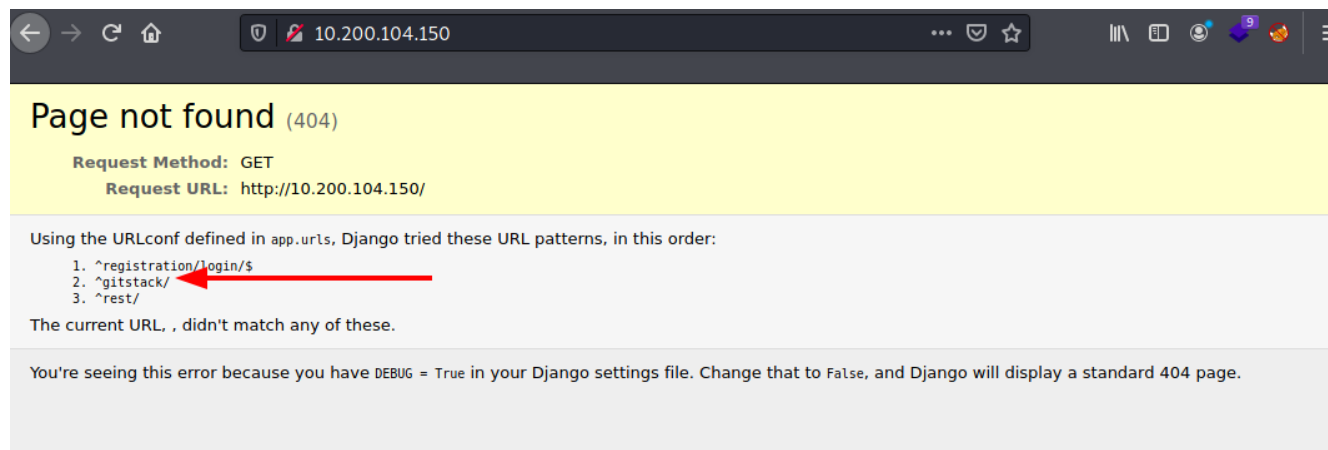 10.200.104.150
9
Page not found (404)
Request Method: GET
Request URL: http://10.200.104.150/
Using the URLconf defined in app.urls, Django tried these URL patterns, in this order:
1. ^registration/login/$
2. ^gitstack/
3. ^rest/
The current URL, , didn't match any of these.
You're seeing this error because you have DEBUG = True in your Django settings file. Change that to False, and Django will display a standard 404 page.